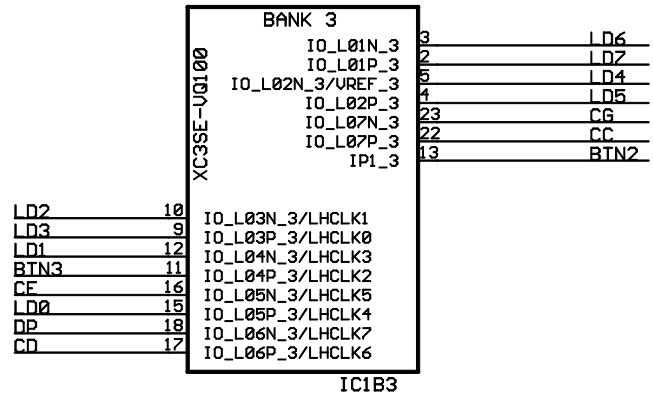 BANK 3
XC3SE-VQ100
IO_L01N_3 3 LD6
IO_L01P_3 2 LD7
IO_L02N_3/VREF_3 5 LD4
IO_L02P_3 4 LD5
IO_L07N_3 23 CG
IO_L07P_3 22 CC
IP1_3 13 BTN2
LD2 10 IO_L03N_3/LHCLK1
LD3 9 IO_L03P_3/LHCLK0
LD1 12 IO_L04N_3/LHCLK3
BTN3 11 IO_L04P_3/LHCLK2
CE 16 IO_L05N_3/LHCLK5
LD0 15 IO_L05P_3/LHCLK4
DP 18 IO_L06N_3/LHCLK7
CD 17 IO_L06P_3/LHCLK6
IC1B3